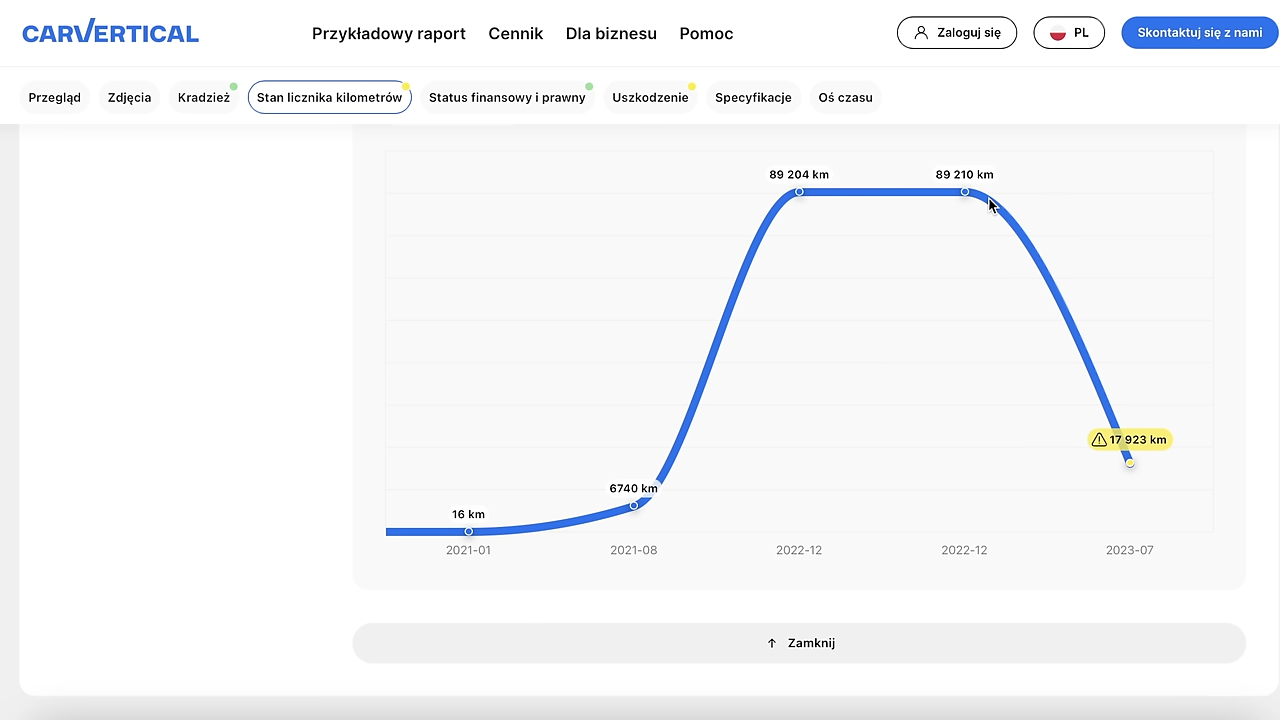 CARVERTICAL
Przykładowy raport
Cennik
Dla biznesu
Pomoc
Zaloguj się
PL
Skontaktuj się z nami
Przegląd
Zdjęcia
Kradzież
Stan licznika kilometrów
Status finansowy i prawny
Uszkodzenie
Specyfikacje
Oś czasu
89 204 km
89 210 km
17 923 km
6740 km
16 km
2021-01
2021-08
2022-12
2022-12
2023-07
Zamknij